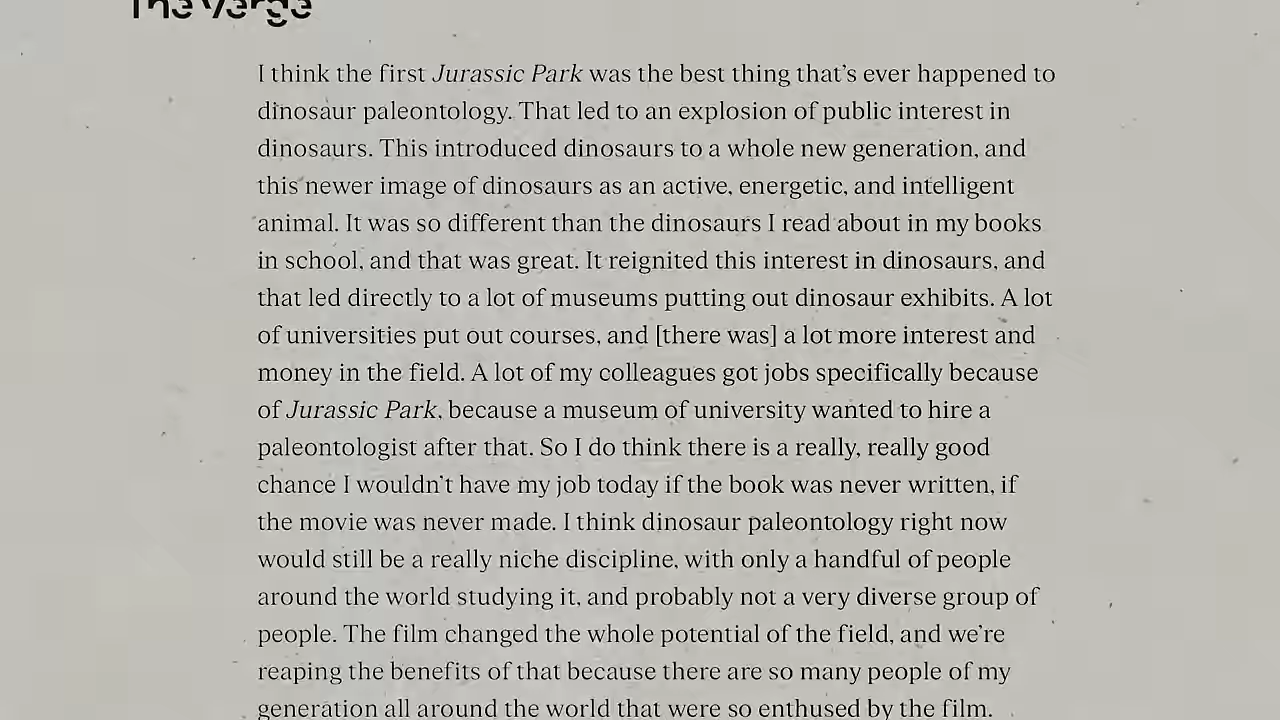 The Verge
I think the first Jurassic Park was the best thing that's ever happened to
dinosaur paleontology. That led to an explosion of public interest in
dinosaurs. This introduced dinosaurs to a whole new generation, and
this newer image of dinosaurs as an active, energetic, and intelligent
animal. It was so different than the dinosaurs I read about in my books
in school, and that was great. It reignited this interest in dinosaurs, and
that led directly to a lot of museums putting out dinosaur exhibits. A lot
of universities put out courses, and [there was] a lot more interest and
money in the field. A lot of my colleagues got jobs specifically because
of Jurassic Park, because a museum of university wanted to hire a
paleontologist after that. So I do think there is a really, really good
chance I wouldn't have my job today if the book was never written, if
the movie was never made. I think dinosaur paleontology right now
would still be a really niche discipline, with only a handful of people
around the world studying it, and probably not a very diverse group of
people. The film changed the whole potential of the field, and we're
reaping the benefits of that because there are so many people of my
generation all around the world that were so enthused by the film.